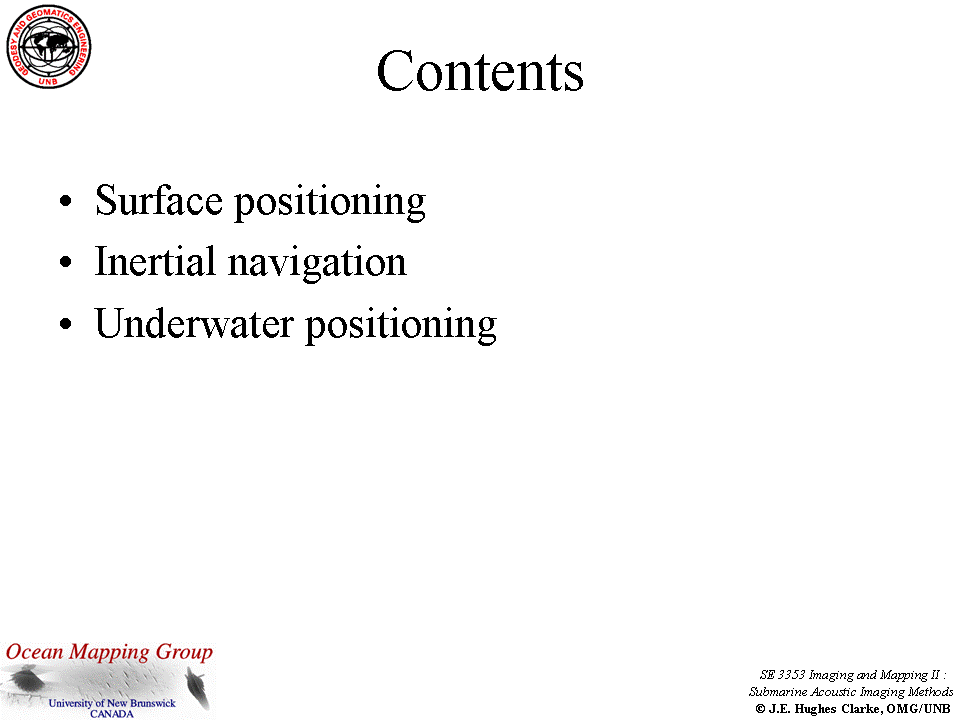 GEODESY AND GEOMATICS ENGINEERING
UNB
Contents
• Surface positioning
• Inertial navigation
• Underwater positioning
Ocean Mapping Group
University of New Brunswick
CANADA
SE 3353 Imaging and Mapping II :
Submarine Acoustic Imaging Methods
© J.E. Hughes Clarke, OMG/UNB